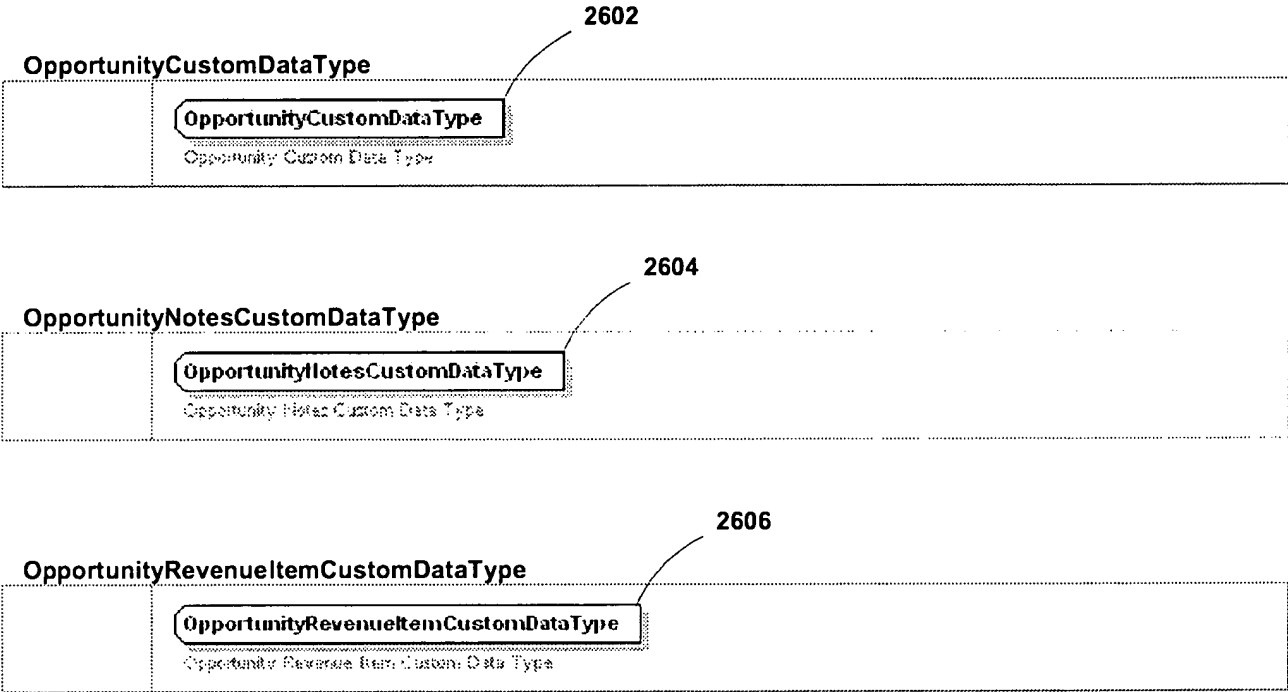 2602
OpportunityCustomDataType
OpportunityCustomDataType
Opportunity Custom Data Type
2604
OpportunityNotesCustomDataType
OpportunityNotesCustomDataType
Opportunity Notes Custom Data Type
2606
OpportunityRevenueItemCustomDataType
OpportunityRevenueItemCustomDataType
Opportunity Revenue Item Custom Data Type